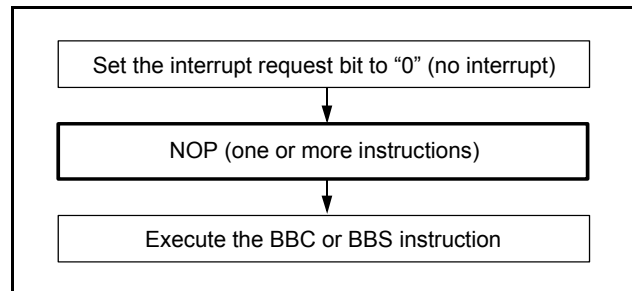 Set the interrupt request bit to “0” (no interrupt)
NOP (one or more instructions)
Execute the BBC or BBS instruction